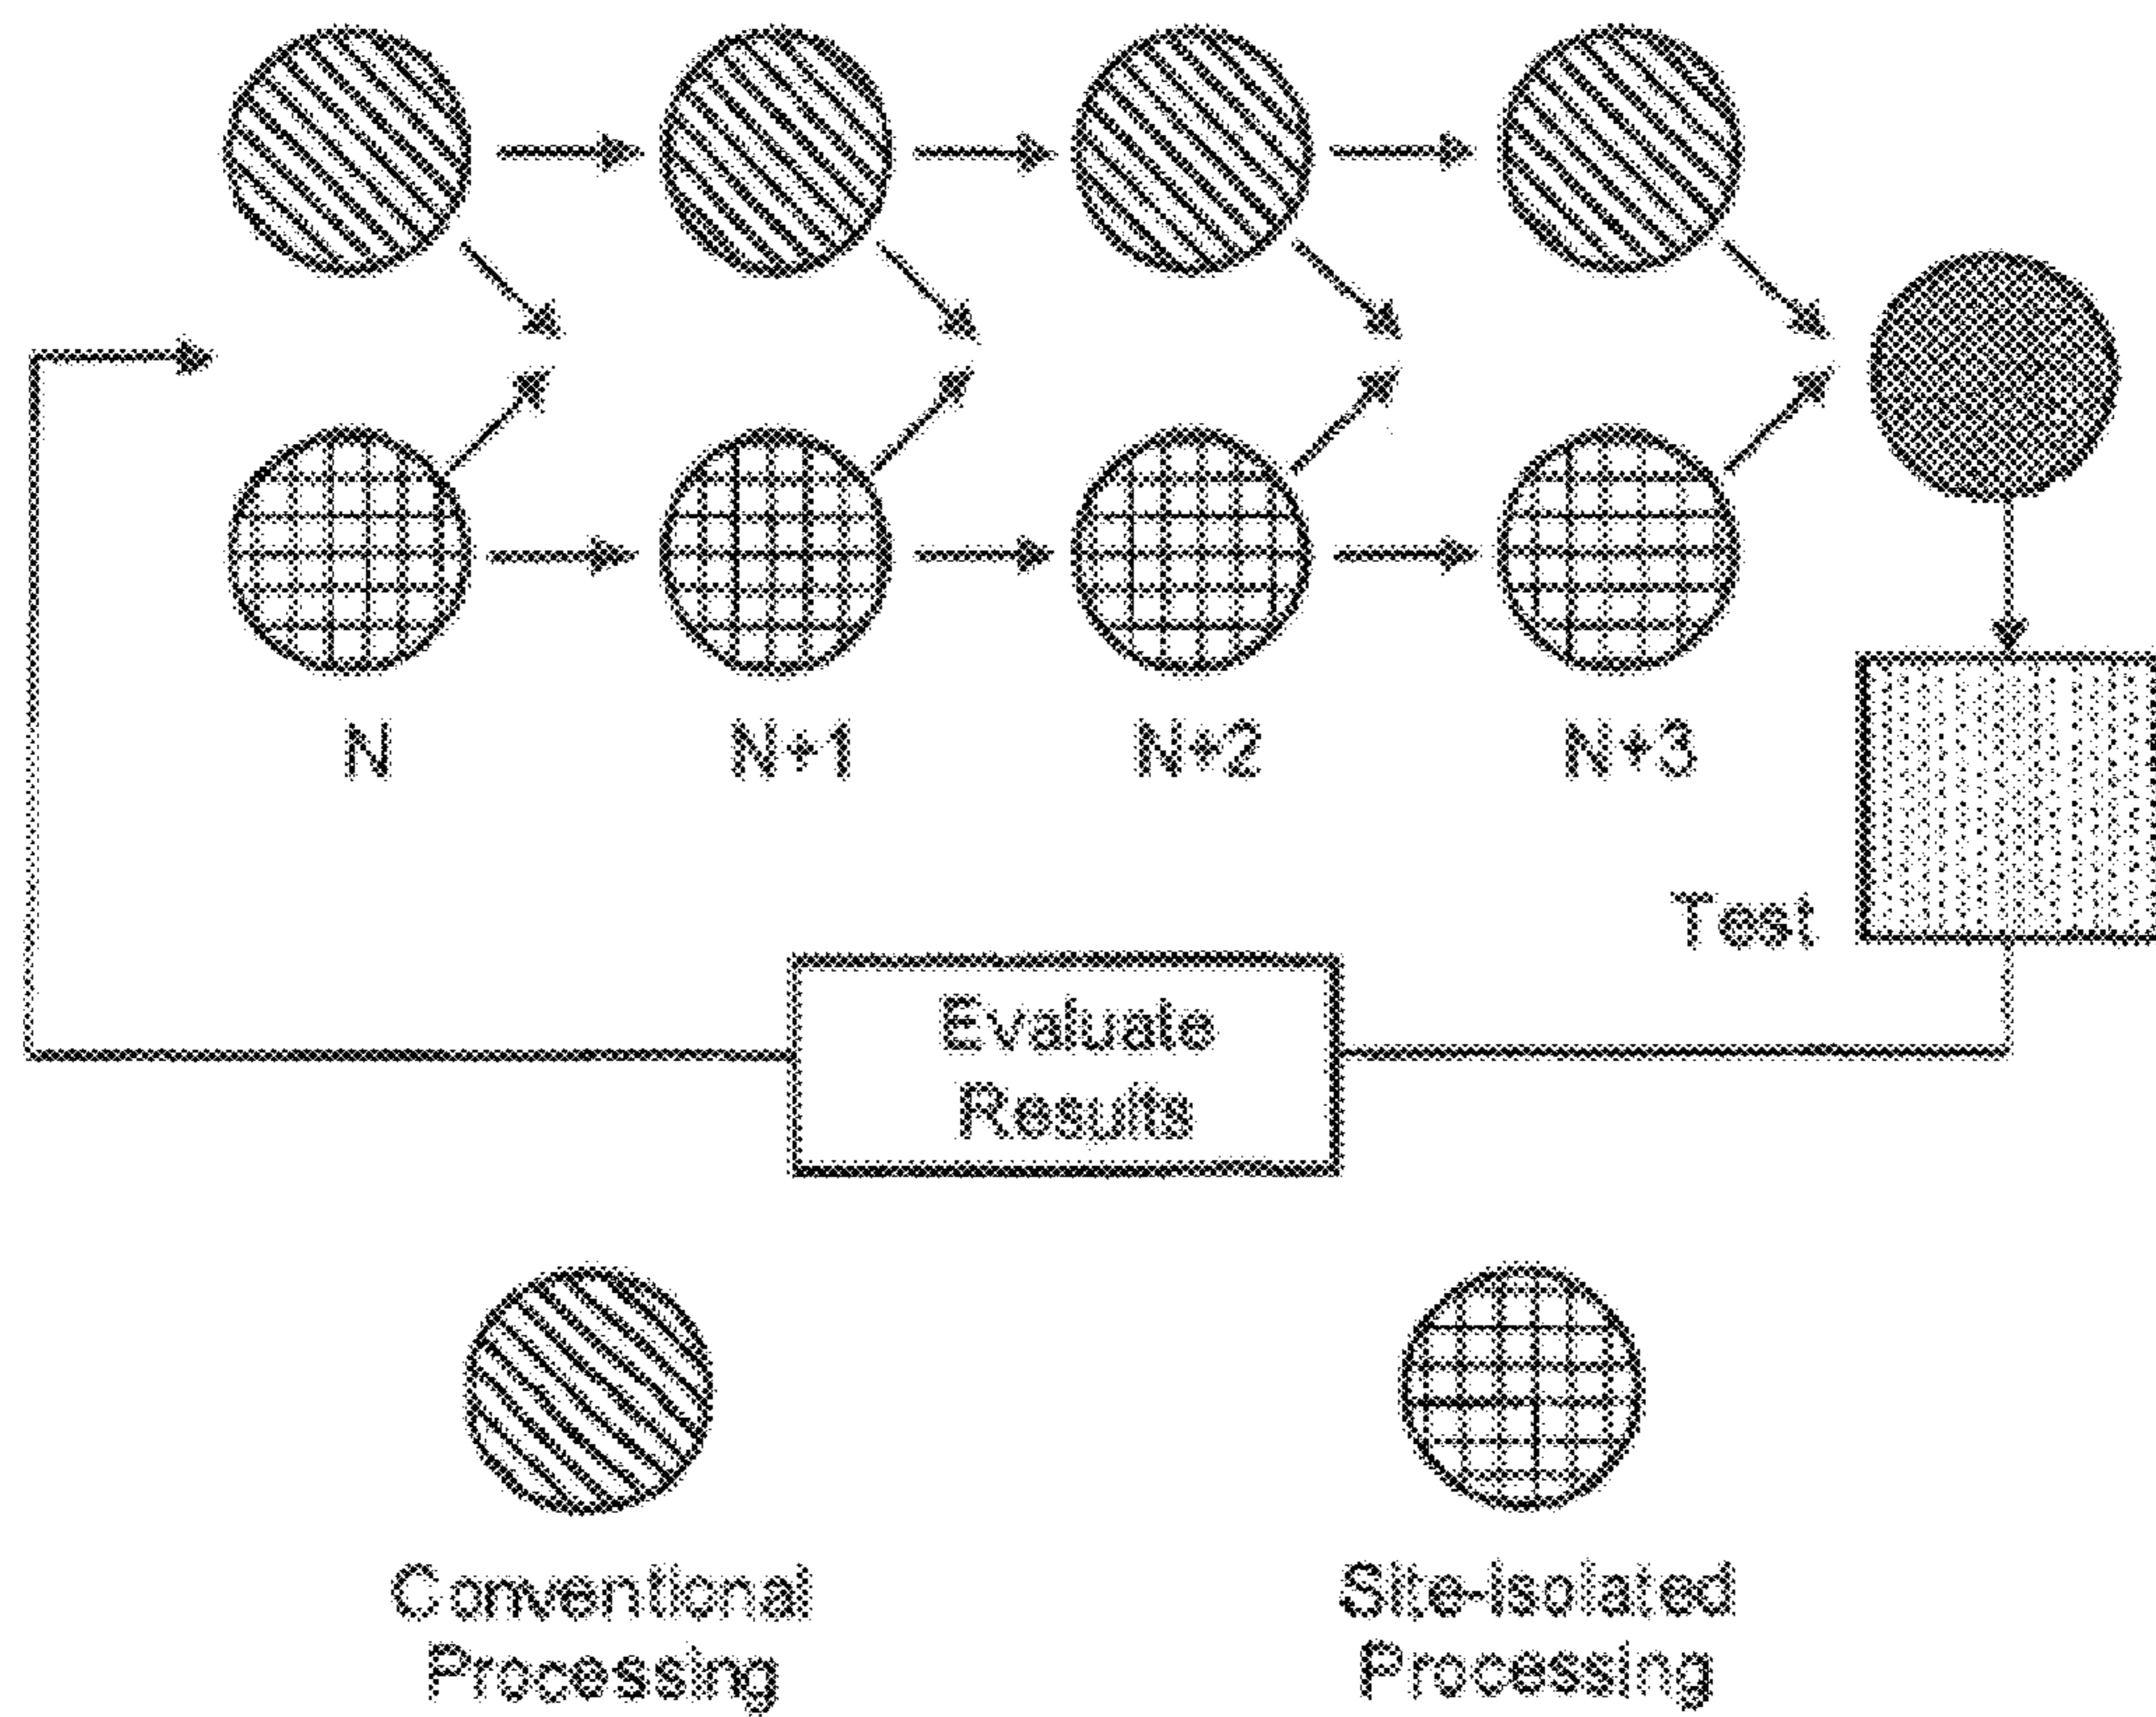 N
N+1
N+2
N+3
Test
Evaluate
Results
Conventional
Processing
Site-Isolated
Processing